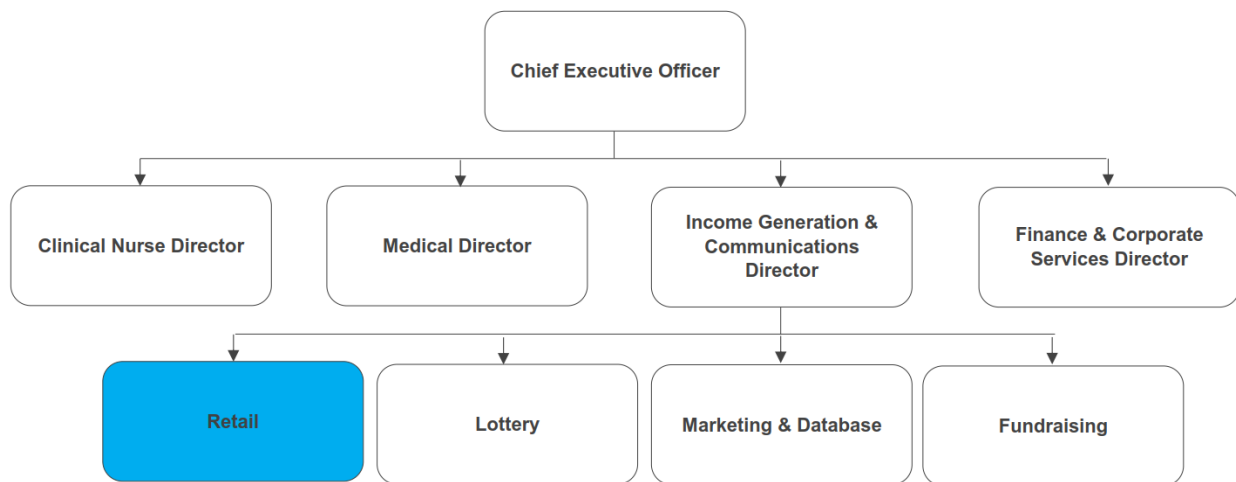 Chief Executive Officer
Clinical Nurse Director
Medical Director
Income Generation &
Communications
Director
Finance & Corporate
Services Director
Retail
Lottery
Marketing & Database
Fundraising